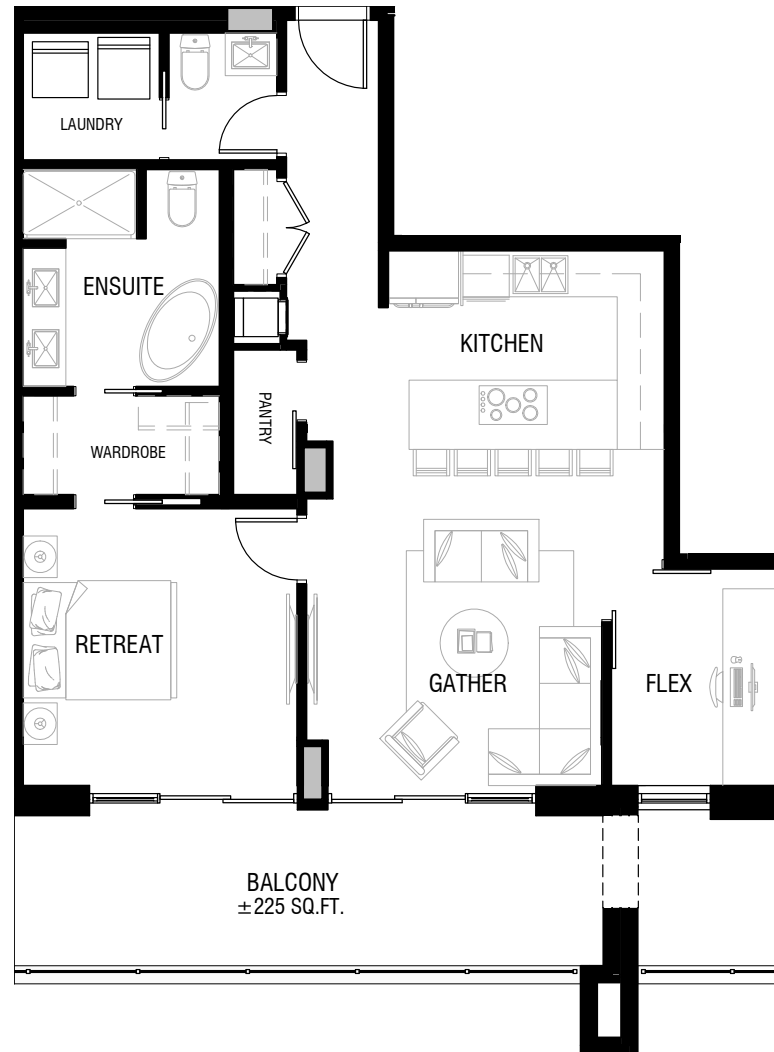 LAUNDRY
ENSUITE
KITCHEN
PANTRY
WARDROBE
RETREAT
GATHER
FLEX
BALCONY
±225 SQ.FT.